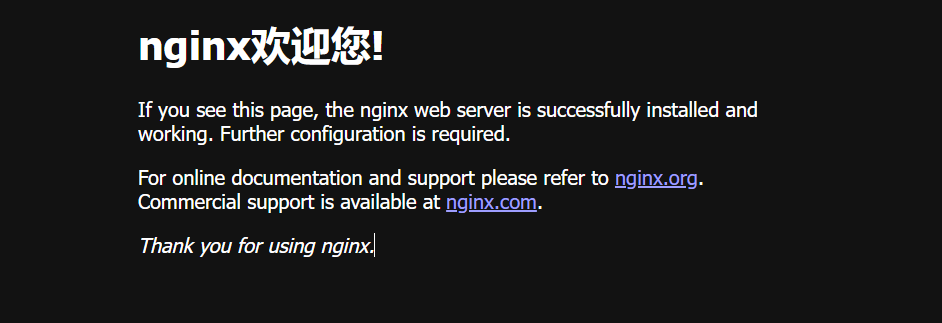 nginx欢迎您!
If you see this page, the nginx web server is successfully installed and
working. Further configuration is required.
For online documentation and support please refer to nginx.org.
Commercial support is available at nginx.com.
Thank you for using nginx.